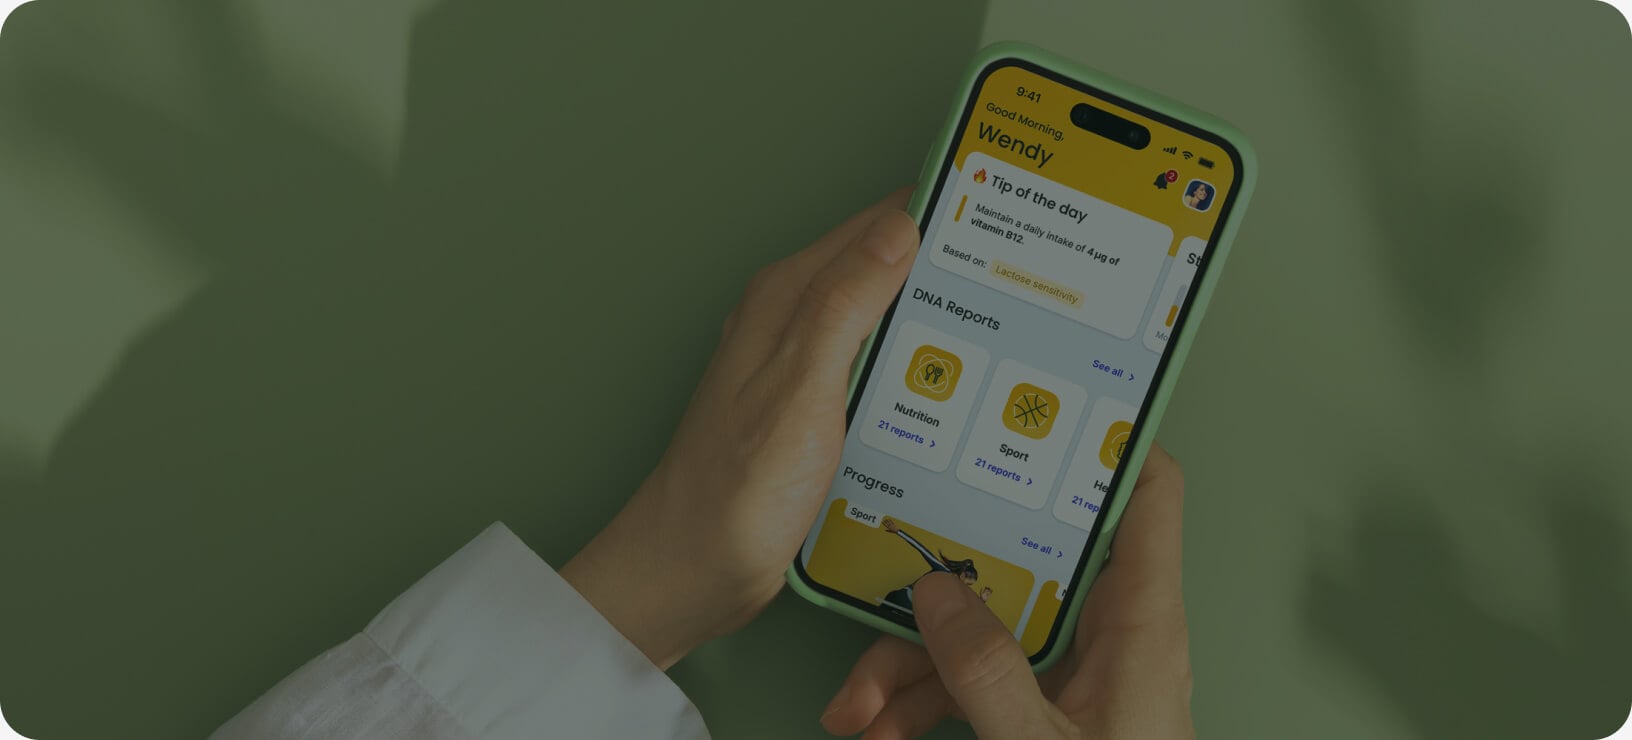 9:41
Good Morning,
Wendy
2
Tip of the day
Maintain a daily intake of 4 µg of
vitamin B12.
Based on: Lactose sensitivity
St
Mo
DNA Reports
See all
Nutrition
21 reports
Sport
21 reports
He
21 rep
Progress
See all
Sport